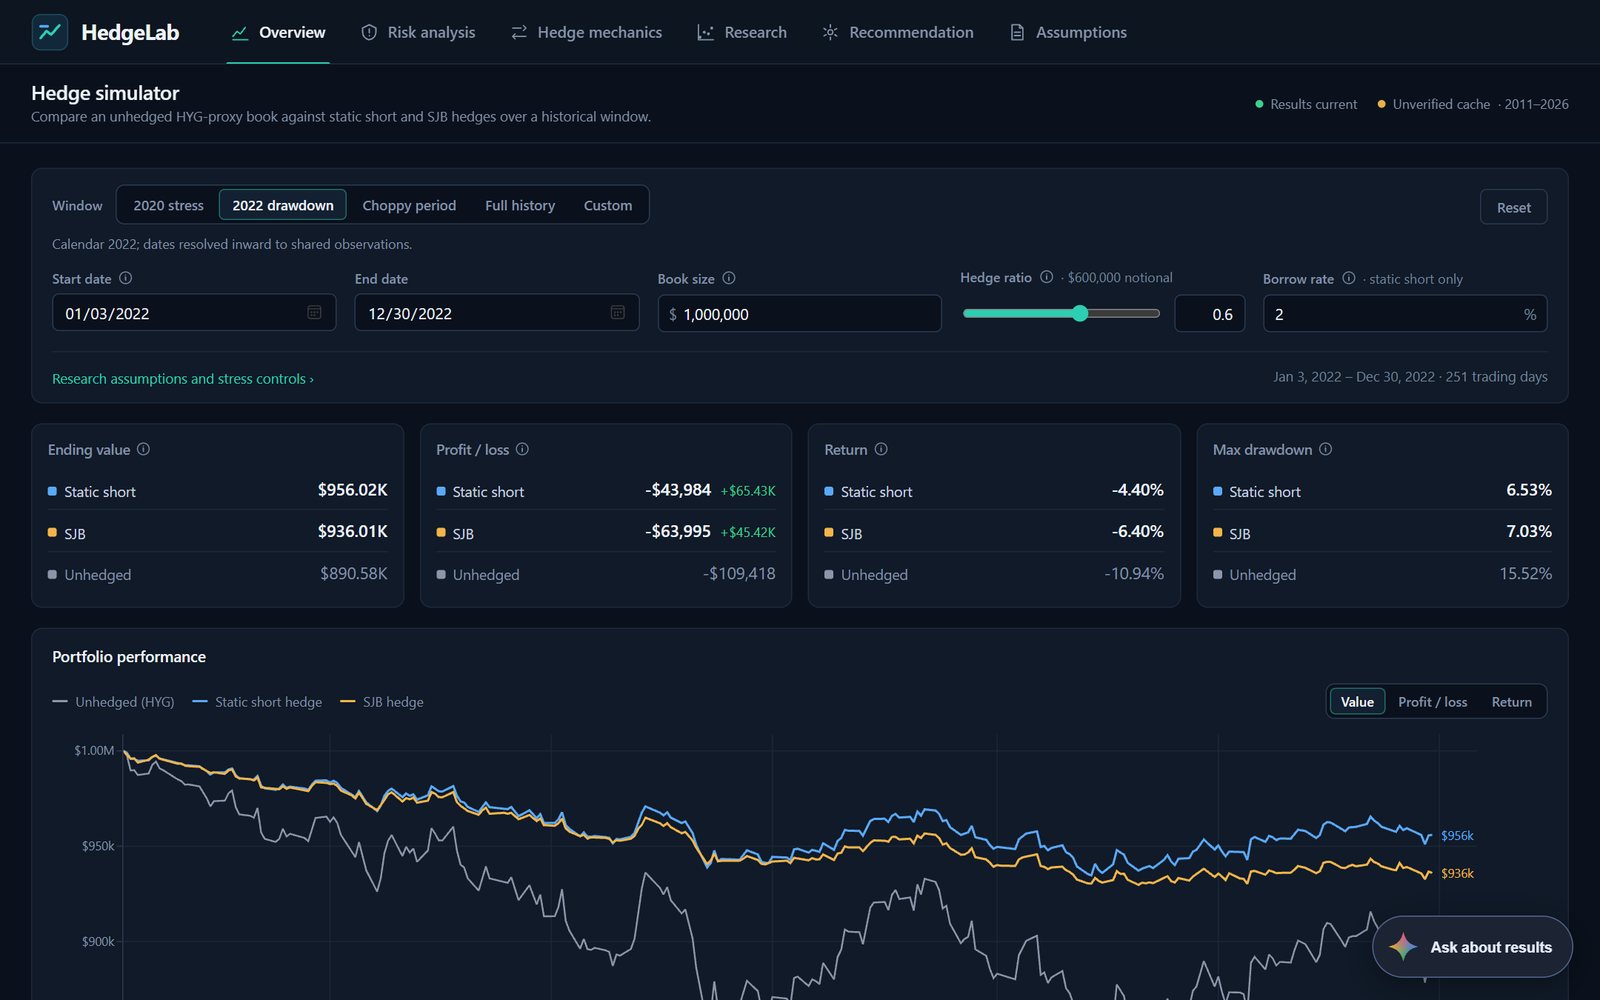 HedgeLab
Overview
Risk analysis
Hedge mechanics
Research
Recommendation
Assumptions
Hedge simulator
Compare an unhedged HYG-proxy book against static short and SJB hedges over a historical window.
Results current
Unverified cache · 2011–2026
Window
2020 stress
2022 drawdown
Choppy period
Full history
Custom
Reset
Calendar 2022; dates resolved inward to shared observations.
Start date
01/03/2022
End date
12/30/2022
Book size
$ 1,000,000
Hedge ratio · $600,000 notional
0.6
Borrow rate · static short only
2 %
Research assumptions and stress controls ›
Jan 3, 2022 – Dec 30, 2022 · 251 trading days
Ending value
Static short $956.02K
SJB $936.01K
Unhedged $890.58K
Profit / loss
Static short -$43,984 +$65.43K
SJB -$63,995 +$45.42K
Unhedged -$109,418
Return
Static short -4.40%
SJB -6.40%
Unhedged -10.94%
Max drawdown
Static short 6.53%
SJB 7.03%
Unhedged 15.52%
Portfolio performance
Unhedged (HYG)
Static short hedge
SJB hedge
Value
Profit / loss
Return
$1.00M
$950k
$900k
$956k
$936k
Ask about results